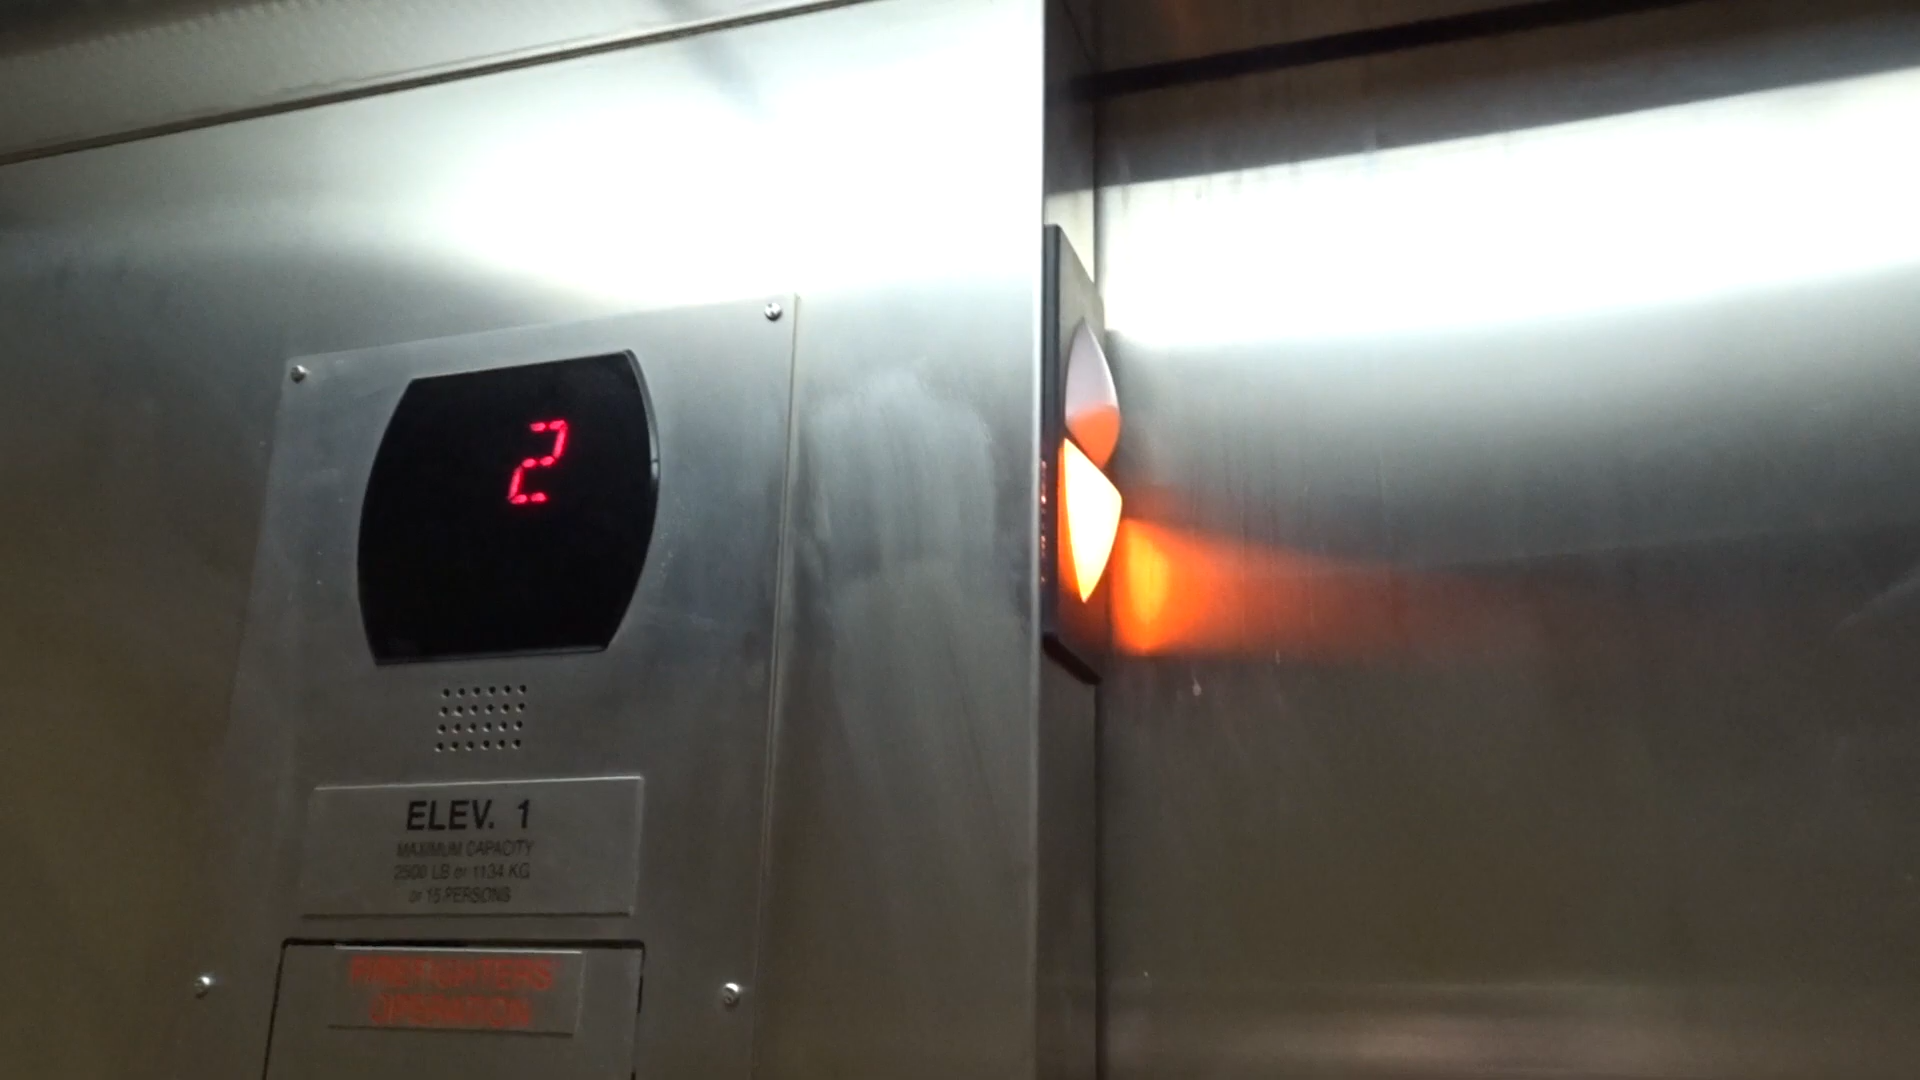 2
ELEV. 1
MAXIMUM CAPACITY
2500 LB or 1134 KG
or 15 PERSONS
FIREFIGHTERS'
OPERATION